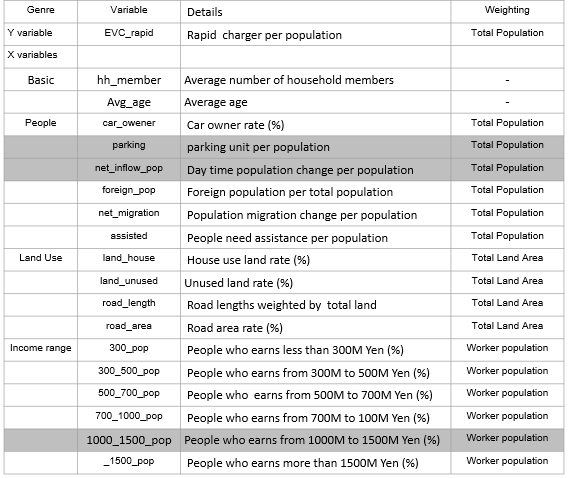 Genre Variable Details Weighting
Y variable EVC_rapid Rapid charger per population Total Population
X variables
Basic hh_member Average number of household members -
Avg_age Average age -
People car_owener Car owner rate (%) Total Population
parking parking unit per population Total Population
net_inflow_pop Day time population change per population Total Population
foreign_pop Foreign population per total population Total Population
net_migration Population migration change per population Total Population
assisted People need assistance per population Total Population
Land Use land_house House use land rate (%) Total Land Area
land_unused Unused land rate (%) Total Land Area
road_length Road lengths weighted by total land Total Land Area
road_area Road area rate (%) Total Land Area
Income range 300_pop People who earns less than 300M Yen (%) Worker population
300_500_pop People who earns from 300M to 500M Yen (%) Worker population
500_700_pop People who earns from 500M to 700M Yen (%) Worker population
700_1000_pop People who earns from 700M to 100M Yen (%) Worker population
1000_1500_pop People who earns from 1000M to 1500M Yen (%) Worker population
_1500_pop People who earns more than 1500M Yen (%) Worker population